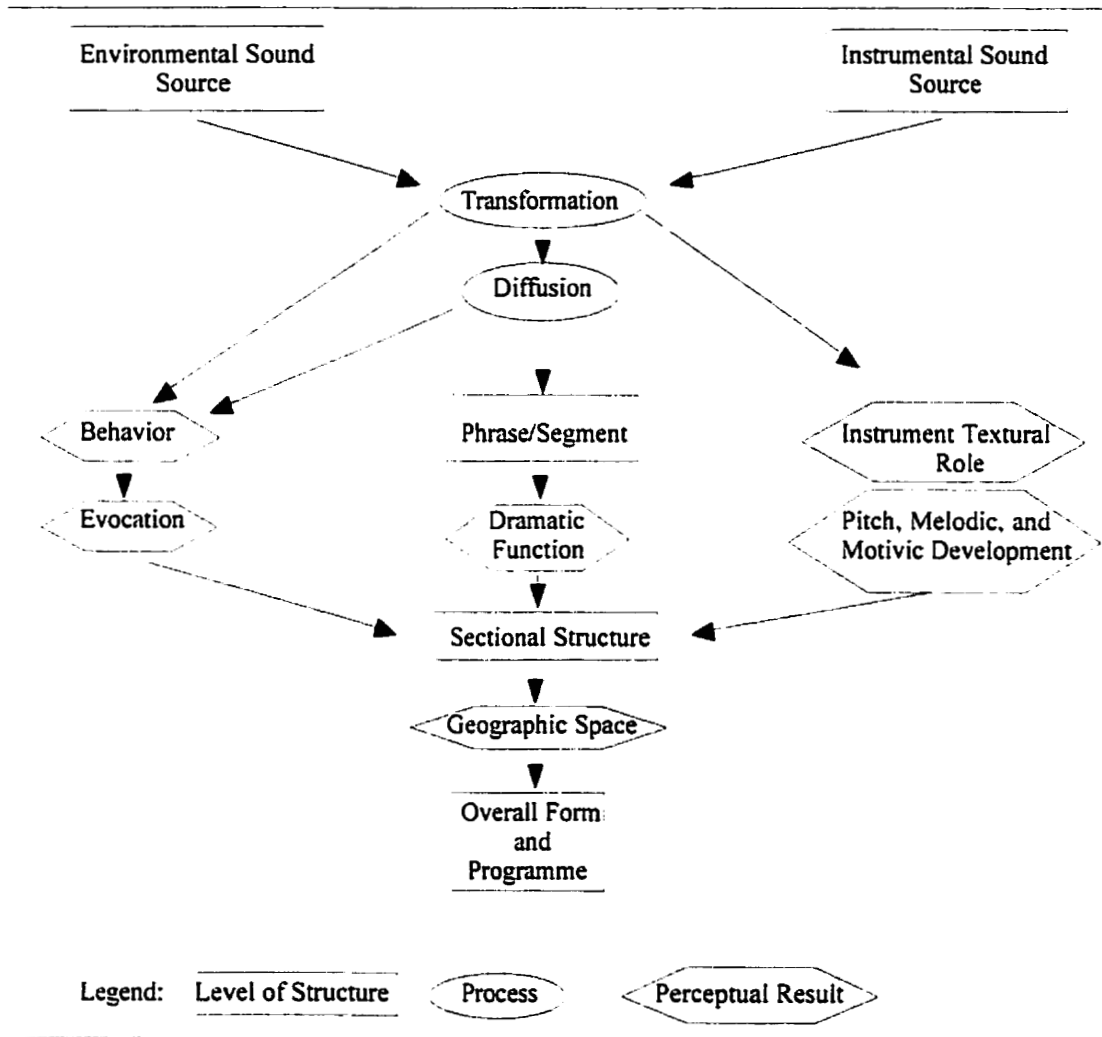 Environmental Sound
Source
Instrumental Sound
Source
Transformation
Diffusion
Behavior
Phrase/Segment
Instrument Textural
Role
Evocation
Dramatic
Function
Pitch, Melodic, and
Motivic Development
Sectional Structure
Geographic Space
Overall Form
and
Programme
Legend:
Level of Structure
Process
Perceptual Result